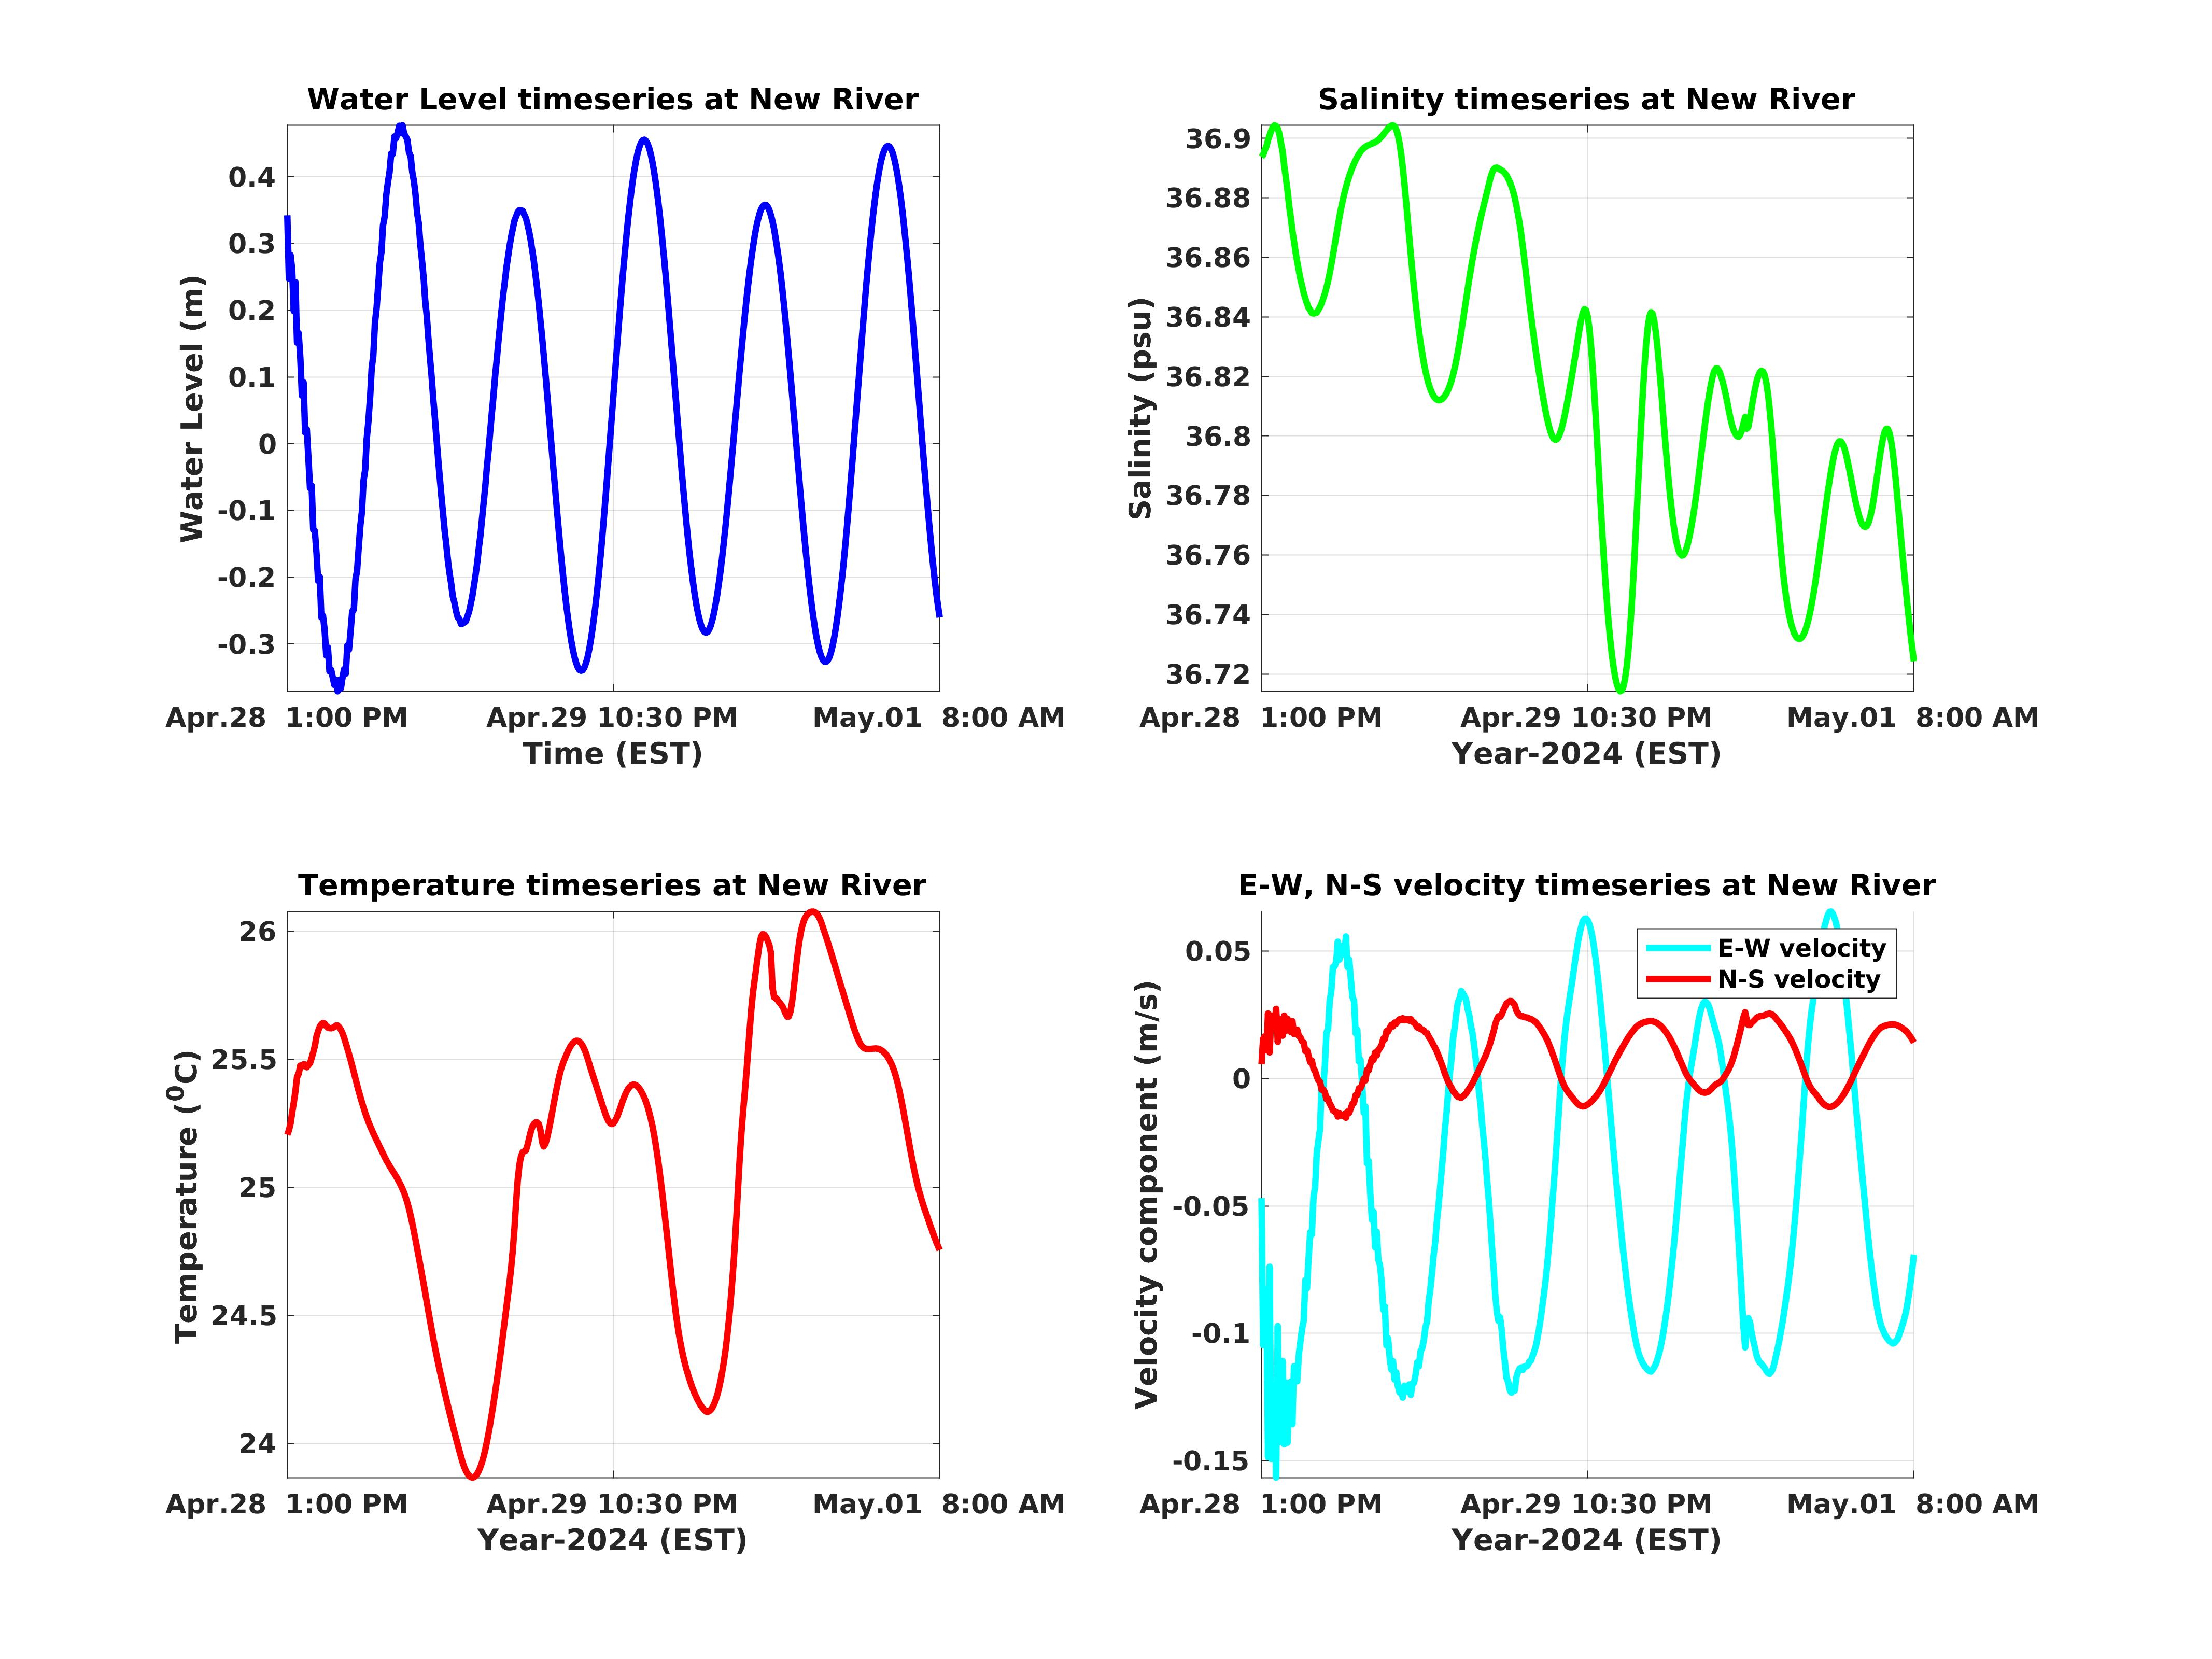 Water Level timeseries at New River
Water Level (m)
0.4
0.3
0.2
0.1
0
-0.1
-0.2
-0.3
Apr.28 1:00 PM
Apr.29 10:30 PM
May.01 8:00 AM
Time (EST)
Salinity timeseries at New River
Salinity (psu)
36.9
36.88
36.86
36.84
36.82
36.8
36.78
36.76
36.74
36.72
Apr.28 1:00 PM
Apr.29 10:30 PM
May.01 8:00 AM
Year-2024 (EST)
Temperature timeseries at New River
Temperature (⁰C)
26
25.5
25
24.5
24
Apr.28 1:00 PM
Apr.29 10:30 PM
May.01 8:00 AM
Year-2024 (EST)
E-W, N-S velocity timeseries at New River
Velocity component (m/s)
0.05
0
-0.05
-0.1
-0.15
E-W velocity
N-S velocity
Apr.28 1:00 PM
Apr.29 10:30 PM
May.01 8:00 AM
Year-2024 (EST)